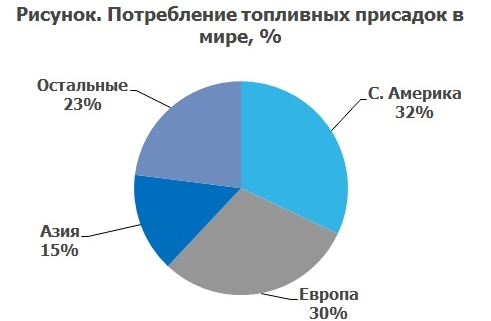 Рисунок. Потребление топливных присадок в
мире, %
Остальные
23%
С. Америка
32%
Азия
15%
Европа
30%